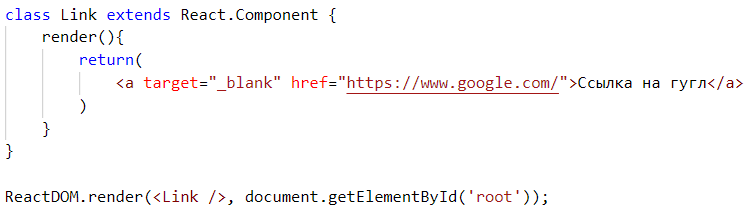 class Link extends React.Component {
    render(){
        return(
            <a target="_blank" href="https://www.google.com/">Ссылка на гугл</a>
        )
    }
}

ReactDOM.render(<Link />, document.getElementById('root'));